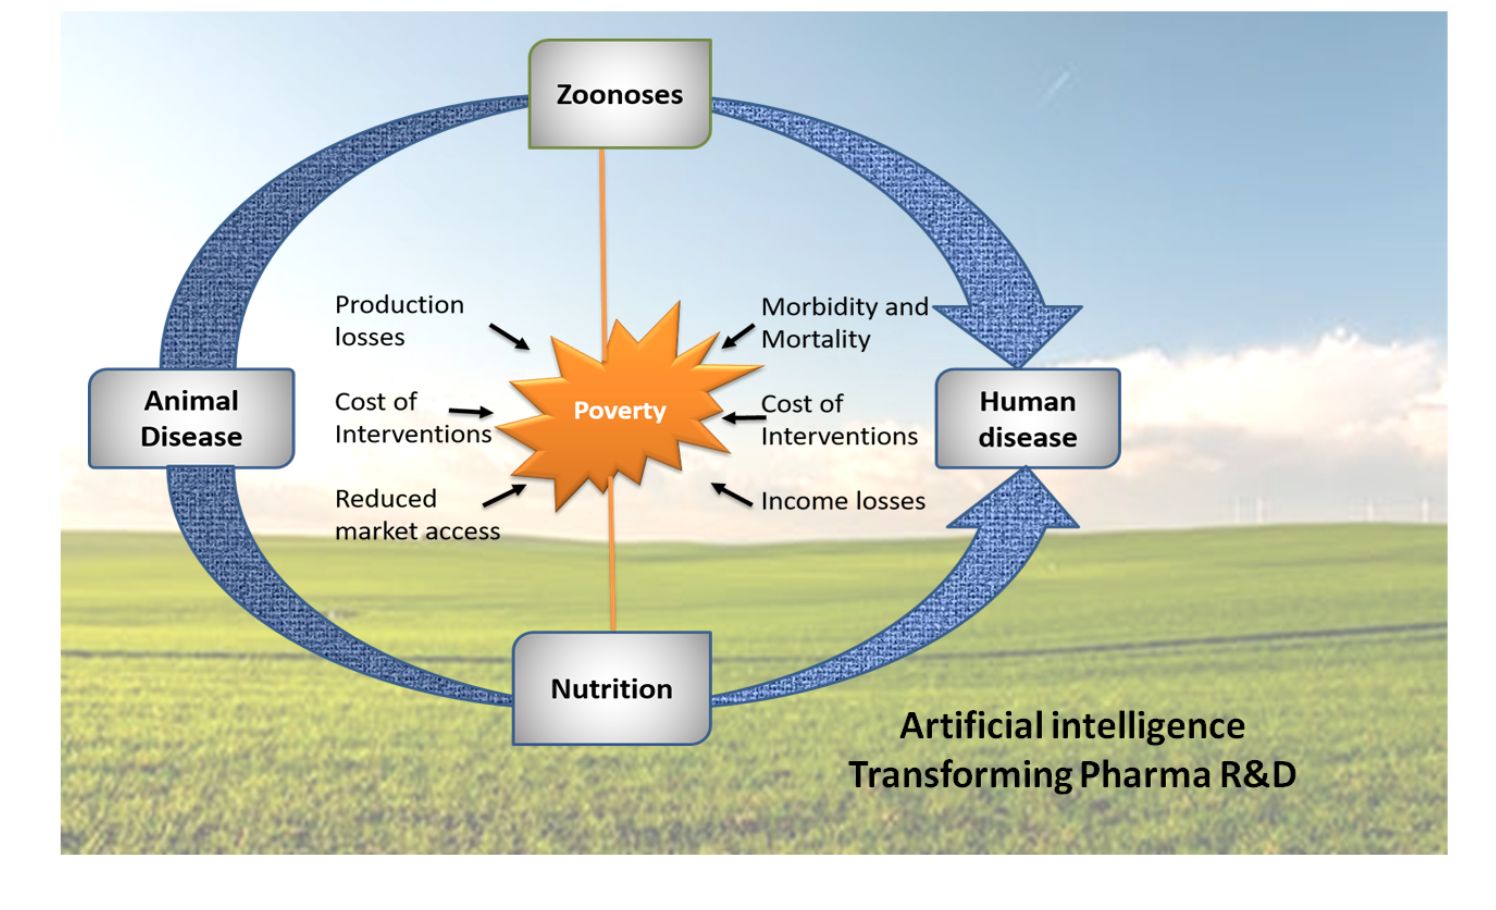 Zoonoses
Production
losses
Morbidity and
Mortality
Animal
Disease
Cost of
Interventions
Poverty
Cost of
Interventions
Human
disease
Reduced
market access
Income losses
Nutrition
Artificial intelligence
Transforming Pharma R&D